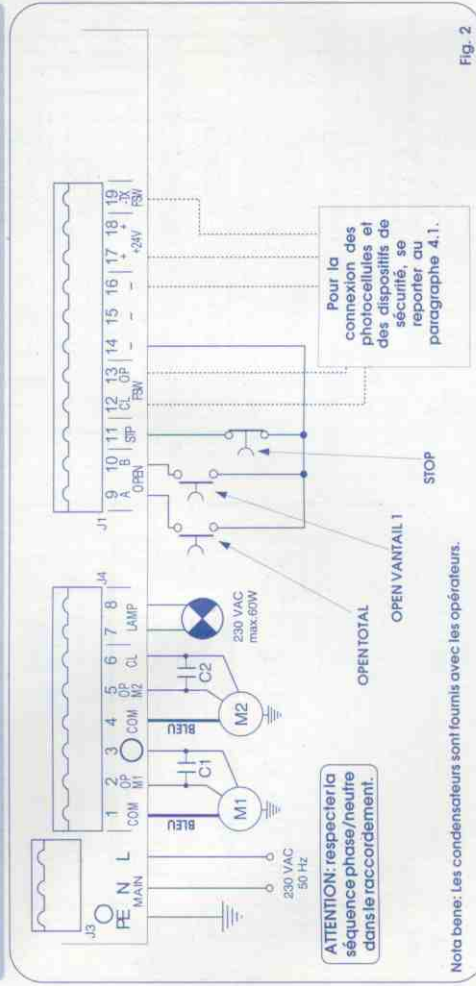 J3
PE N L
MAIN
230 VAC
50 Hz
J4
1 2 3 4 5 6 7 8
COM OP M1 COM OP M2 CL LAMP
BLEU
C1
M1
BLEU
C2
M2
230 VAC
max.60W
J1
9 10 11 12 13 14 15 16 17 18 19
A B STP CL OP – – – + + -TX
OPEN FSW +24V FSW
OPEN TOTAL
OPEN VANTAIL 1
STOP
Pour la
connexion des
photocellules et
des dispositifs de
sécurité, se
reporter au
paragraphe 4.1.
ATTENTION: respecter la
séquence phase/neutre
dans le raccordement.
Nota bene: Les condensateurs sont fournis avec les opérateurs.
Fig. 2